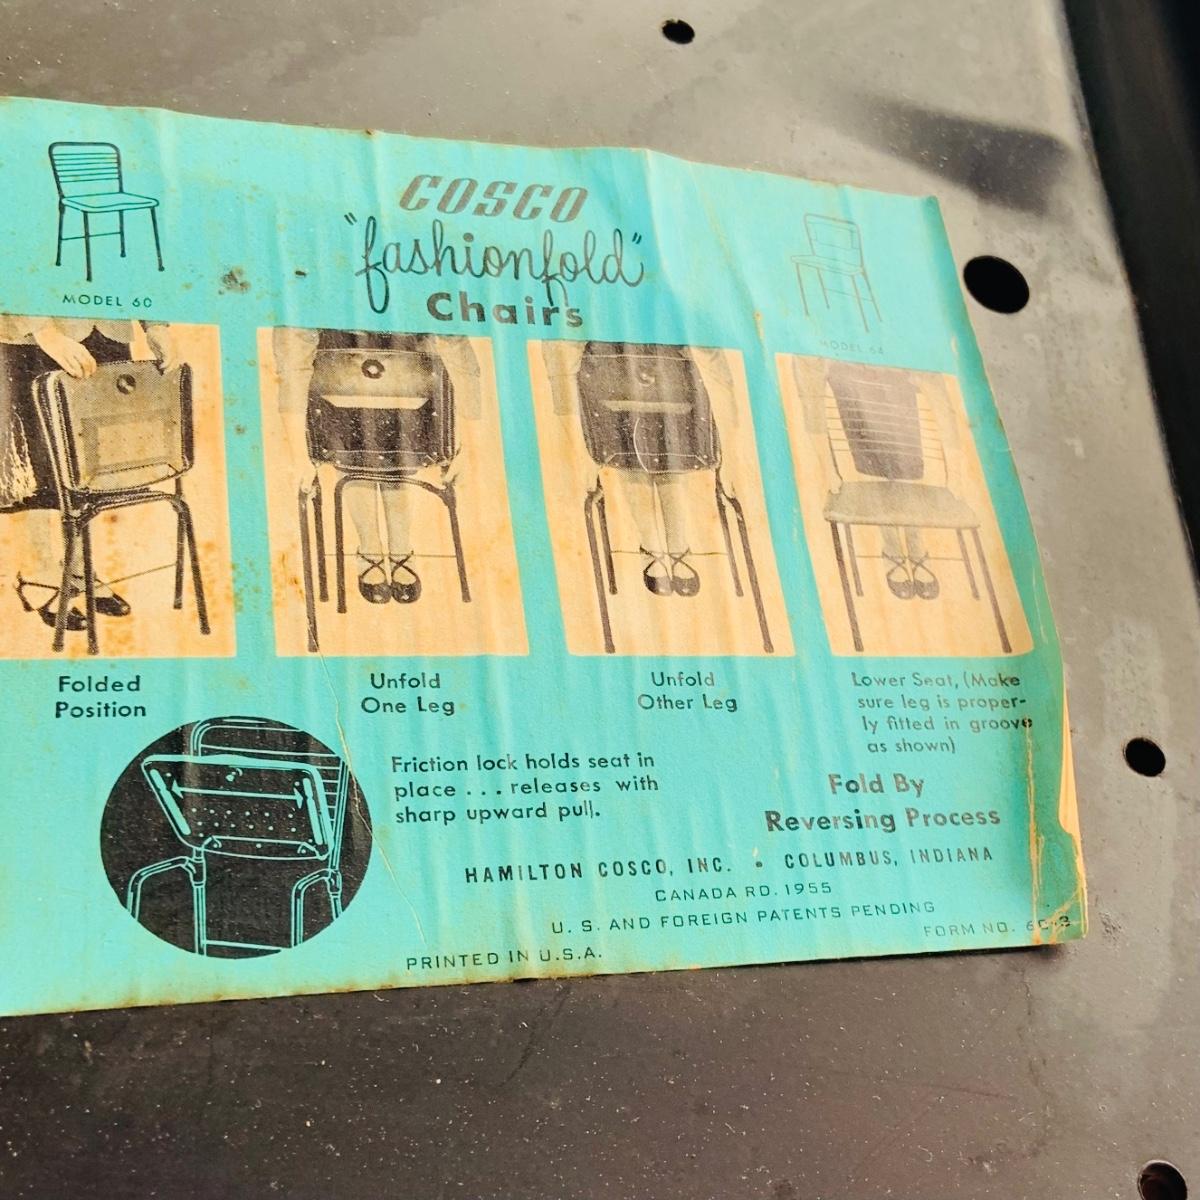 COSCO
"fashionfold"
Chairs
MODEL 60
MODEL 64
Folded
Position
Unfold
One Leg
Unfold
Other Leg
Lower Seat, (Make
sure leg is proper-
ly fitted in groove
as shown)
Friction lock holds seat in
place . . . releases with
sharp upward pull.
Fold By
Reversing Process
HAMILTON COSCO, INC. • COLUMBUS, INDIANA
CANADA RD. 1955
U. S. AND FOREIGN PATENTS PENDING
FORM NO.
PRINTED IN U.S.A.